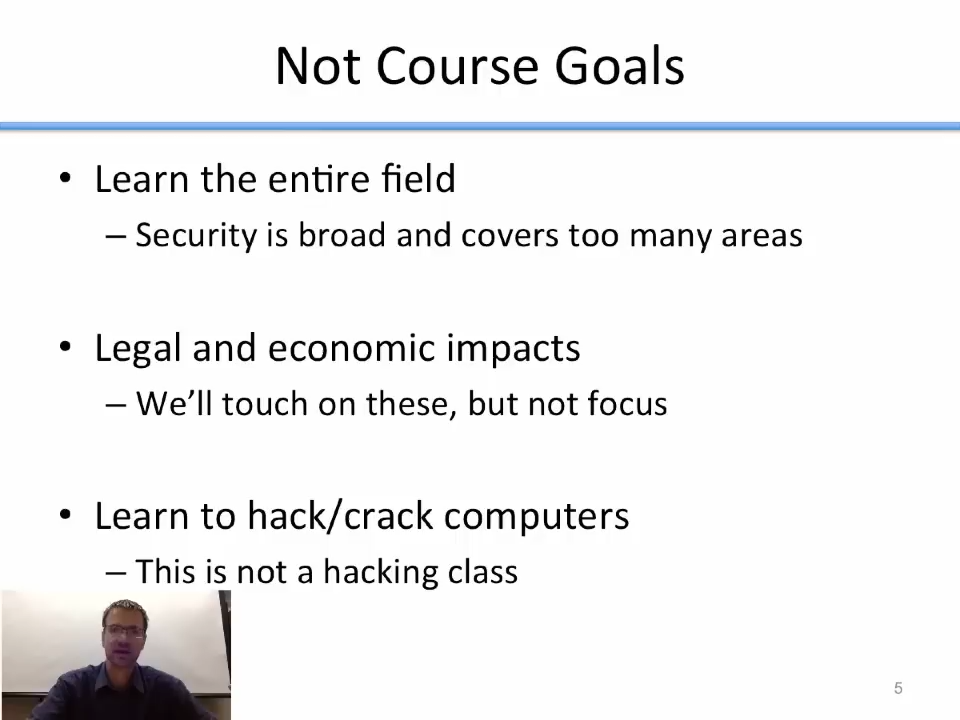 Not Course Goals
• Learn the entire field
– Security is broad and covers too many areas
• Legal and economic impacts
– We’ll touch on these, but not focus
• Learn to hack/crack computers
– This is not a hacking class
5